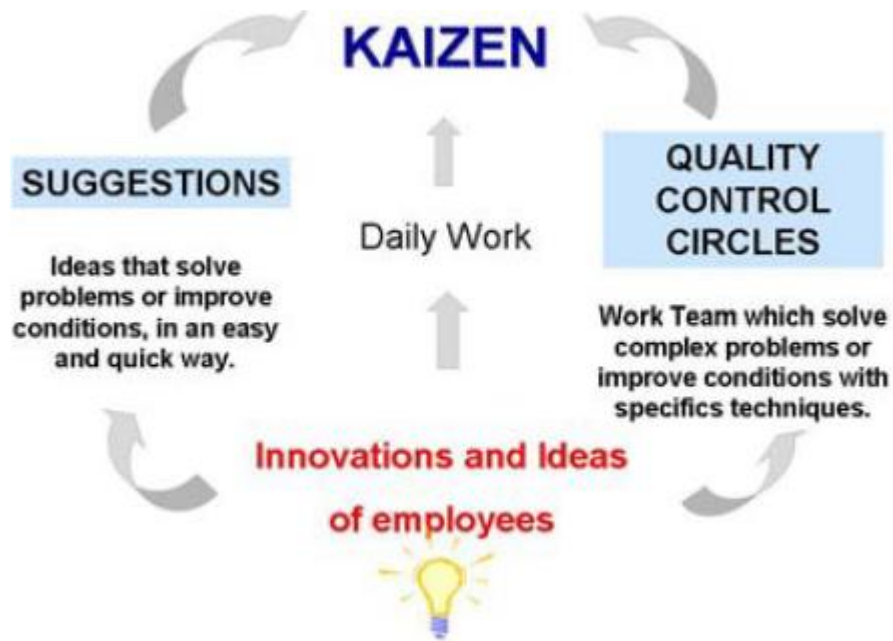 KAIZEN
SUGGESTIONS
Ideas that solve
problems or improve
conditions, in an easy
and quick way.
Daily Work
QUALITY
CONTROL
CIRCLES
Work Team which solve
complex problems or
improve conditions with
specifics techniques.
Innovations and Ideas
of employees